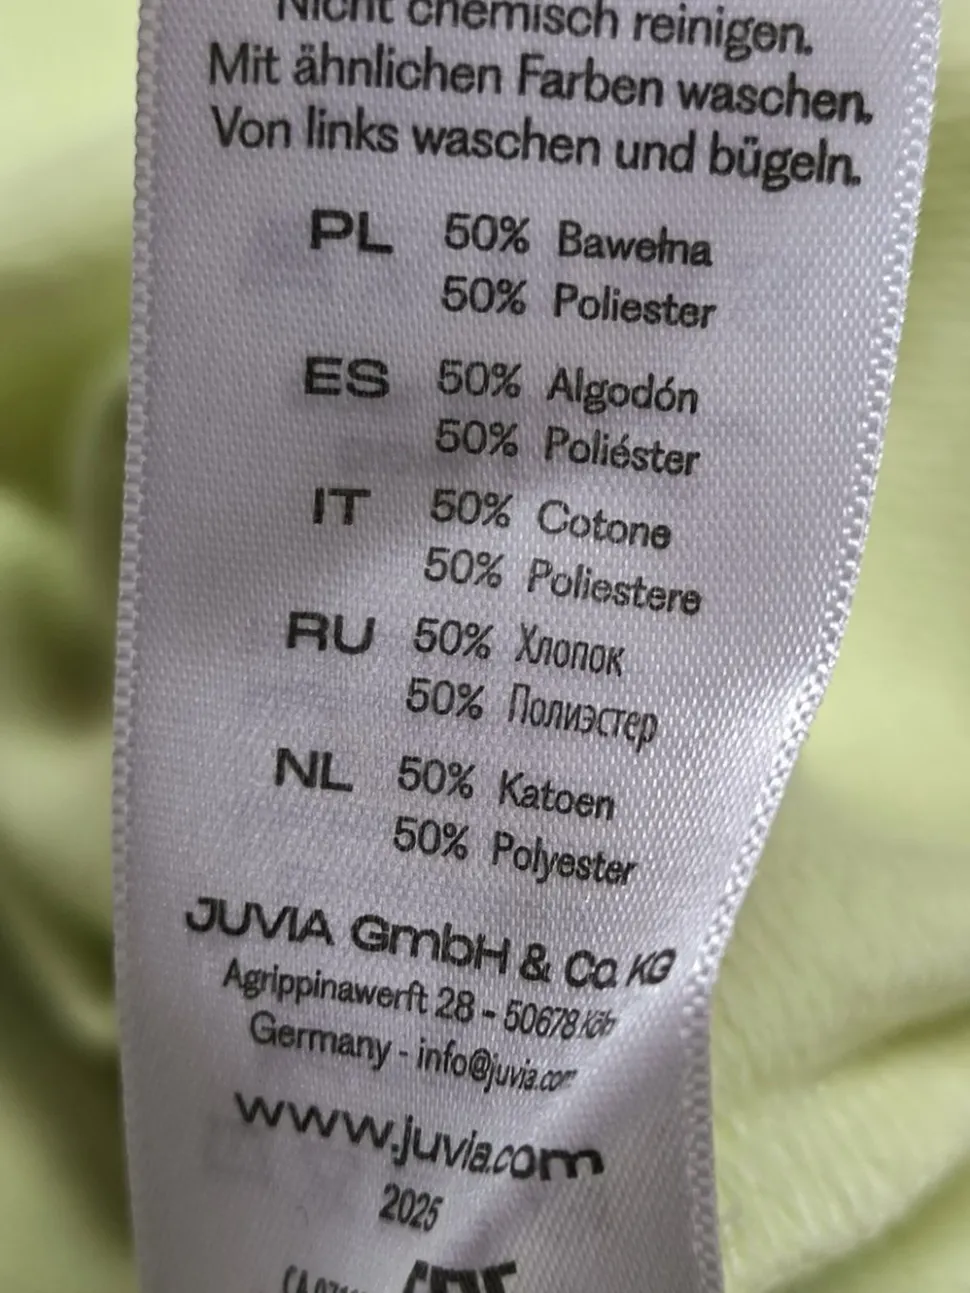 Nicht chemisch reinigen.
Mit ähnlichen Farben waschen.
Von links waschen und bügeln.
PL 50% Bawełna
50% Poliester
ES 50% Algodón
50% Poliéster
IT 50% Cotone
50% Poliestere
RU 50% Хлопок
50% Полиэстер
NL 50% Katoen
50% Polyester
JUVIA GmbH & Co. KG
Agrippinawerft 28 - 50678 Köln
Germany - info@juvia.com
www.juvia.com
2025